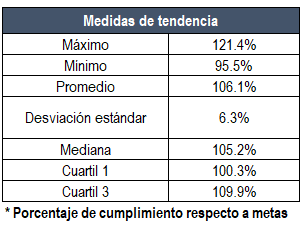 Medidas de tendencia
Máximo 121.4%
Minimo 95.5%
Promedio 106.1%
Desviación estándar 6.3%
Mediana 105.2%
Cuartil 1 100.3%
Cuartil 3 109.9%
* Porcentaje de cumplimiento respecto a metas